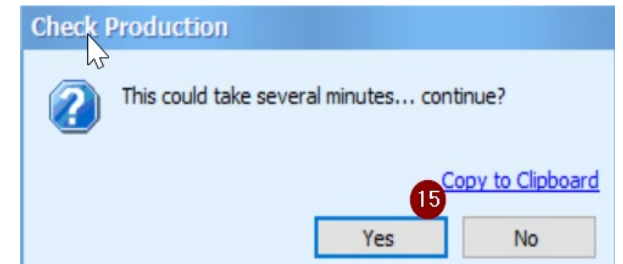 Check Production
This could take several minutes... continue?
Copy to Clipboard
15
Yes No